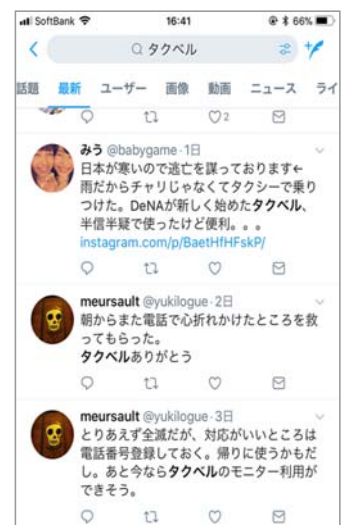 SoftBank 16:41 66%
タクベル
話題 最新 ユーザー 画像 動画 ニュース ライ
2
みう @babygame·1日
日本が寒いので逃亡を謀っております←
雨だからチャリじゃなくてタクシーで乗り
つけた。DeNAが新しく始めたタクベル、
半信半疑で使ったけど便利。。。
instagram.com/p/BaetHfHFskP/
meursault @yukilogue·2日
朝からまた電話で心折れかけたところを救
ってもらった。
タクベルありがとう
meursault @yukilogue·3日
とりあえず全滅だが、対応がいいところは
電話番号登録しておく。帰りに使うかもだ
し。あと今ならタクベルのモニター利用が
できそう。